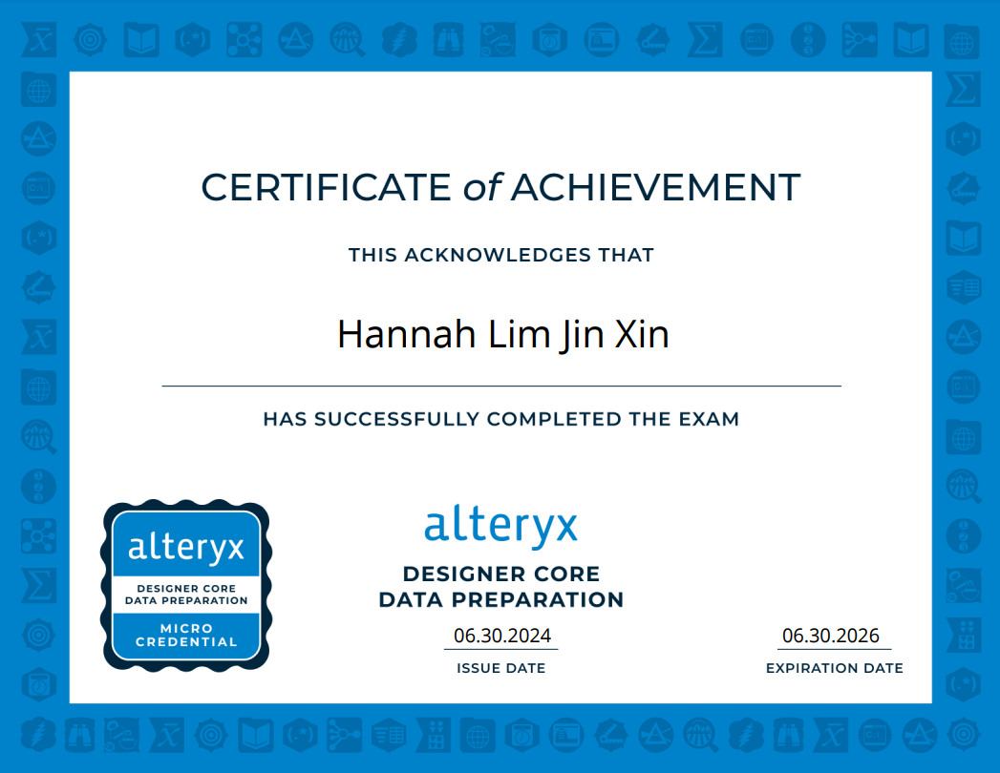 CERTIFICATE of ACHIEVEMENT
THIS ACKNOWLEDGES THAT
Hannah Lim Jin Xin
HAS SUCCESSFULLY COMPLETED THE EXAM
alteryx
DESIGNER CORE
DATA PREPARATION
MICRO
CREDENTIAL
alteryx
DESIGNER CORE
DATA PREPARATION
06.30.2024
ISSUE DATE
06.30.2026
EXPIRATION DATE